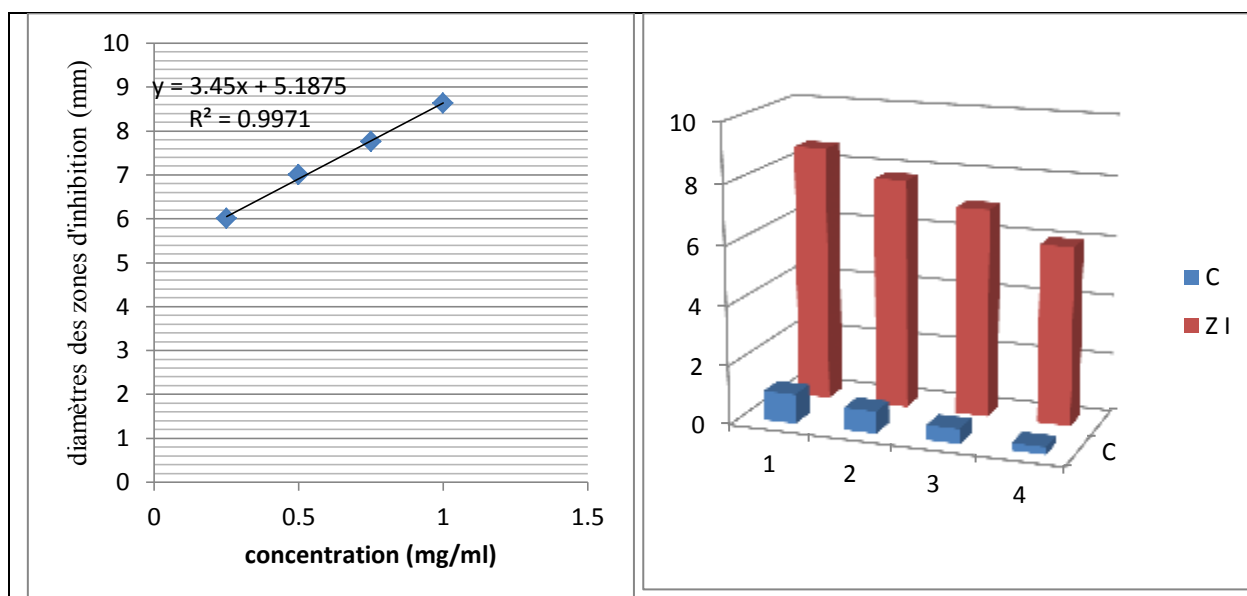 10
9
8
7
6
5
4
3
2
1
0
diamètres des zones d'inhibition (mm)
y = 3.45x + 5.1875
R² = 0.9971
0 0.5 1 1.5
concentration (mg/ml)
10
8
6
4
2
0
1 2 3 4
C
C
Z I